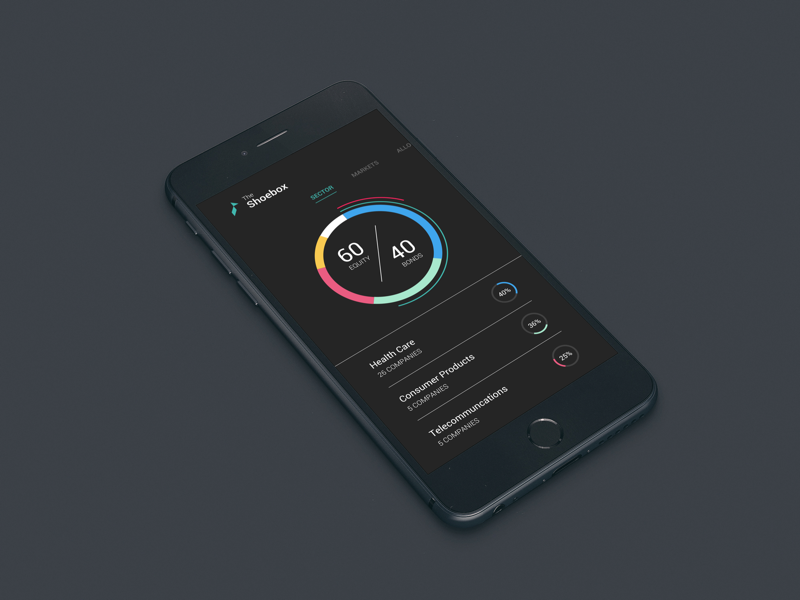 The
Shoebox
SECTOR
MARKETS
ALLO
60
EQUITY
40
BONDS
40%
Health Care
26 COMPANIES
36%
Consumer Products
5 COMPANIES
25%
Telecommuncations
5 COMPANIES